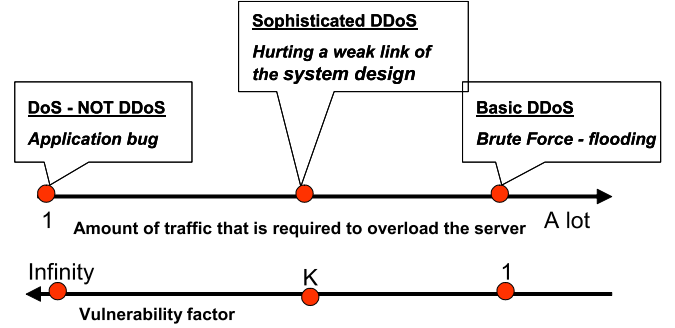 Sophisticated DDoS
Hurting a weak link of
the system design
DoS - NOT DDoS
Application bug
Basic DDoS
Brute Force - flooding
1
Amount of traffic that is required to overload the server
A lot
Infinity
K
1
Vulnerability factor